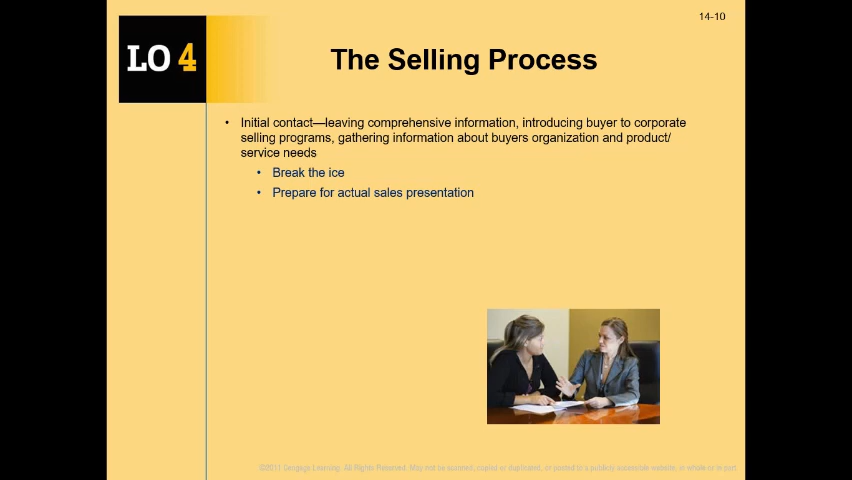 14-10
LO 4
The Selling Process
• Initial contact—leaving comprehensive information, introducing buyer to corporate
selling programs, gathering information about buyers organization and product/
service needs
• Break the ice
• Prepare for actual sales presentation
©2011 Cengage Learning. All Rights Reserved. May not be scanned, copied or duplicated, or posted to a publicly accessible website, in whole or in part.